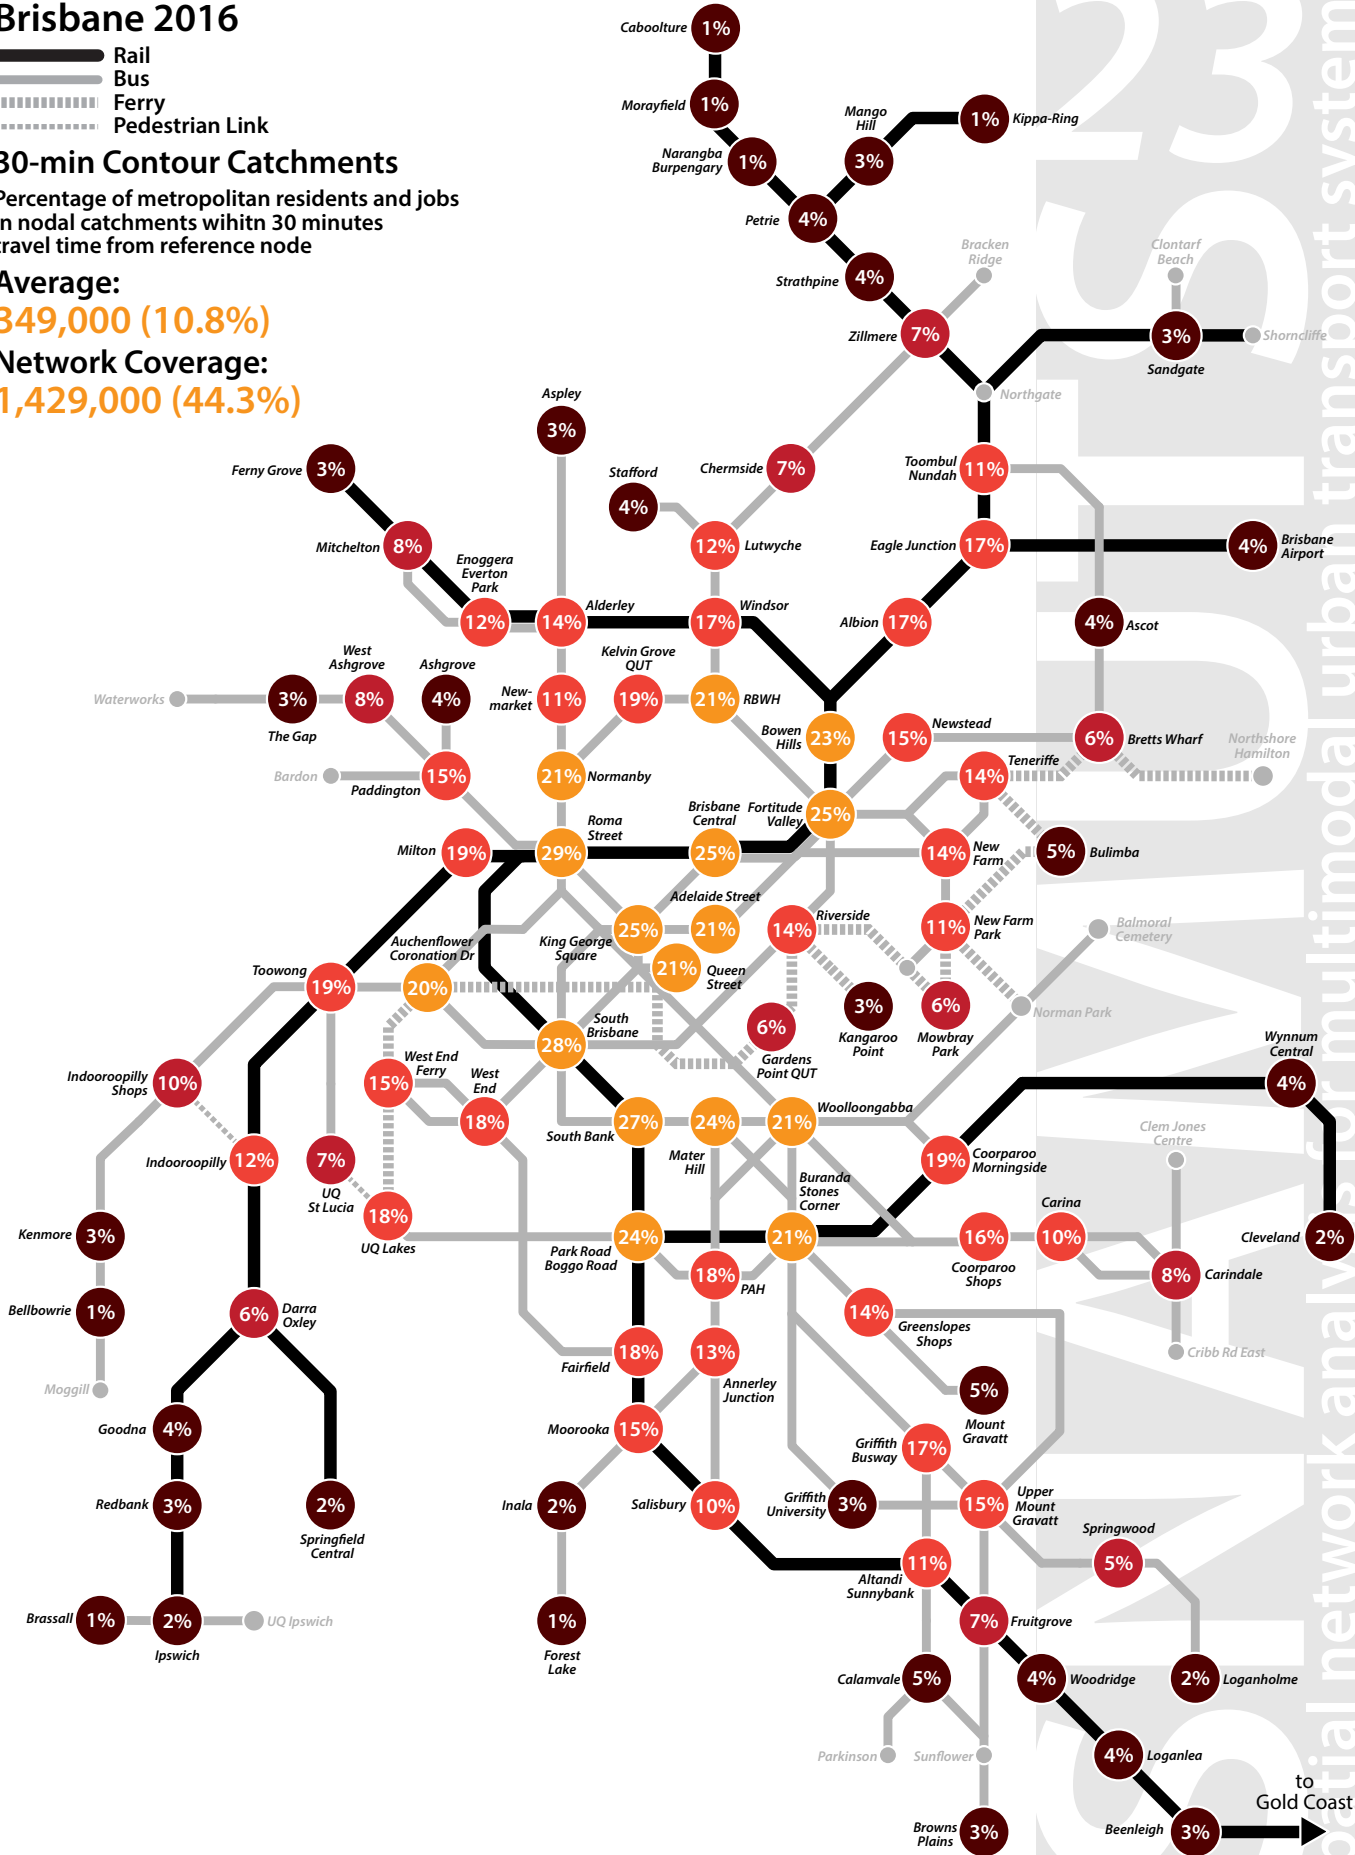 Brisbane 2016
Rail
Bus
Ferry
Pedestrian Link
30-min Contour Catchments
Percentage of metropolitan residents and jobs
in nodal catchments wihitn 30 minutes
travel time from reference node
Average:
349,000 (10.8%)
Network Coverage:
1,429,000 (44.3%)
Caboolture 1%
Morayfield 1%
Narangba
Burpengary 1%
Mango
Hill
3%
1% Kippa-Ring
Petrie 4%
Strathpine 4%
Bracken
Ridge
Clontarf
Beach
Zillmere 7%
3%
Sandgate
Shorncliffe
Northgate
Aspley
3%
Ferny Grove 3%
Stafford
4%
Chermside 7%
Toombul
Nundah 11%
Mitchelton 8%
Enoggera
Everton
Park
12%
12% Lutwyche
Eagle Junction 17%
4% Brisbane
Airport
14% Alderley
17% Windsor
Albion 17%
4% Ascot
West
Ashgrove
8%
Ashgrove
4%
Kelvin Grove
QUT
19%
Waterworks
3%
The Gap
New-
market 11%
21% RBWH
Bowen
Hills 23%
15% Newstead
6% Bretts Wharf
Northshore
Hamilton
Bardon
15%
Paddington
21% Normanby
14% Teneriffe
Roma
Street
29%
Brisbane
Central
25%
Fortitude
Valley 25%
Milton 19%
14% New
Farm
5% Bulimba
Adelaide Street
21%
25%
King George
Square
14% Riverside
11% New Farm
Park
Balmoral
Cemetery
Auchenflower
Coronation Dr
20%
21% Queen
Street
Toowong
19%
6%
Gardens
Point QUT
3%
Kangaroo
Point
6%
Mowbray
Park
Norman Park
28% South
Brisbane
Wynnum
Central
4%
Indooroopilly
Shops 10%
15% West End
Ferry
West
End
18%
South Bank 27%
24%
Mater
Hill
21% Woolloongabba
Clem Jones
Centre
Indooroopilly 12%
7%
UQ
St Lucia
19% Coorparoo
Morningside
18%
UQ Lakes
Buranda
Stones
Corner
21%
Kenmore 3%
24%
Park Road
Boggo Road
16%
Coorparoo
Shops
Carina
10%
Cleveland 2%
18% PAH
8% Carindale
Bellbowrie 1%
6% Darra
Oxley
14%
Greenslopes
Shops
Fairfield 18%
13%
Annerley
Junction
Cribb Rd East
Moggill
5%
Mount
Gravatt
Goodna 4%
Moorooka 15%
Griffith
Busway 17%
Redbank 3%
2%
Springfield
Central
Inala 2%
Salisbury 10%
Griffith
University 3%
15% Upper
Mount
Gravatt
Springwood
5%
11%
Altandi
Sunnybank
Brassall 1%
2%
Ipswich
UQ Ipswich
1%
Forest
Lake
7% Fruitgrove
Calamvale 5%
4% Woodridge
2% Loganholme
Parkinson
Sunflower
4% Loganlea
to
Gold Coast
Browns
Plains 3%
Beenleigh 3%
23
for multimodal urban transport system
network analysis